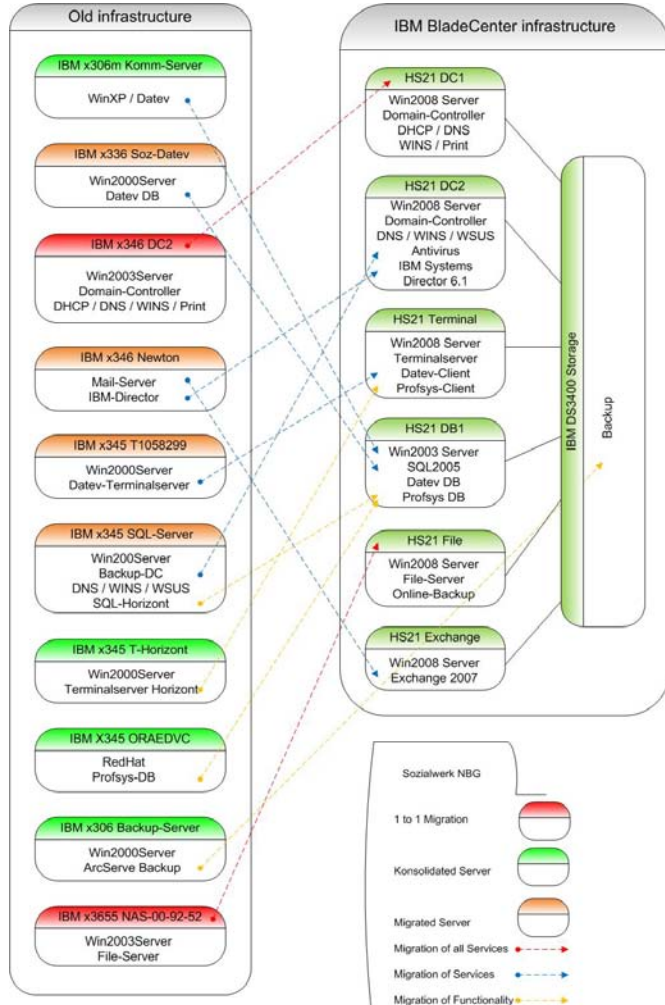 Old infrastructure
IBM x306m Komm-Server
WinXP / Datev
IBM x336 Soz-Datev
Win2000Server
Datev DB
IBM x346 DC2
Win2003Server
Domain-Controller
DHCP / DNS / WINS / Print
IBM x346 Newton
Mail-Server
IBM-Director
IBM x345 T1058299
Win2000Server
Datev-Terminalserver
IBM x345 SQL-Server
Win200Server
Backup-DC
DNS / WINS / WSUS
SQL-Horizont
IBM x345 T-Horizont
Win2000Server
Terminalserver Horizont
IBM X345 ORAEDVC
RedHat
Profsys-DB
IBM x306 Backup-Server
Win2000Server
ArcServe Backup
IBM x3655 NAS-00-92-52
Win2003Server
File-Server
IBM BladeCenter infrastructure
HS21 DC1
Win2008 Server
Domain-Controller
DHCP / DNS
WINS / Print
HS21 DC2
Win2008 Server
Domain-Controller
DNS / WINS / WSUS
Antivirus
IBM Systems
Director 6.1
HS21 Terminal
Win2008 Server
Terminalserver
Datev-Client
Profsys-Client
HS21 DB1
Win2003 Server
SQL2005
Datev DB
Profsys DB
HS21 File
Win2008 Server
File-Server
Online-Backup
HS21 Exchange
Win2008 Server
Exchange 2007
IBM DS3400 Storage
Backup
Sozialwerk NBG
1 to 1 Migration
Konsolidated Server
Migrated Server
Migration of all Services
Migration of Services
Migration of Functionality